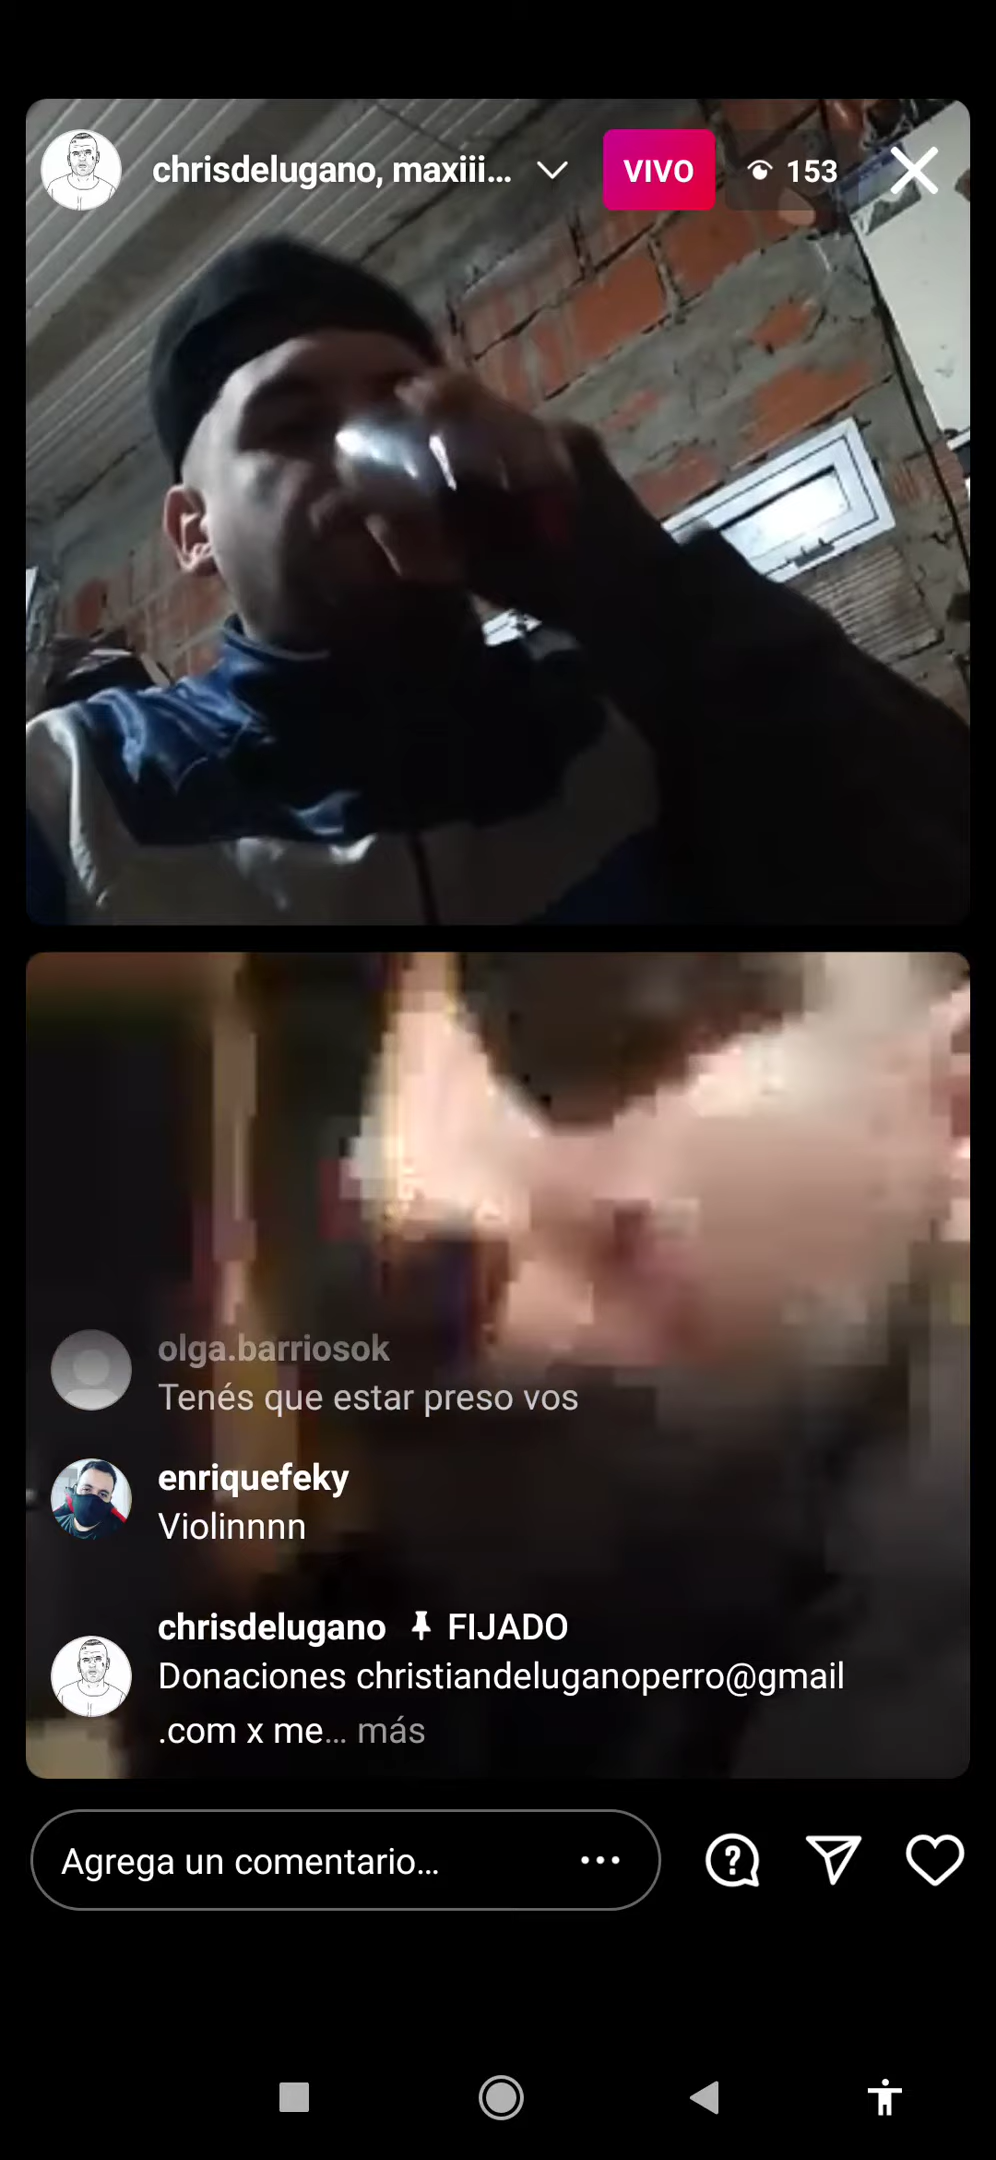 chrisdelugano, maxiii...
VIVO
153
olga.barriosok
Tenés que estar preso vos
enriquefeky
Violinnnn
chrisdelugano FIJADO
Donaciones christiandeluganoperro@gmail
.com x me... más
Agrega un comentario...